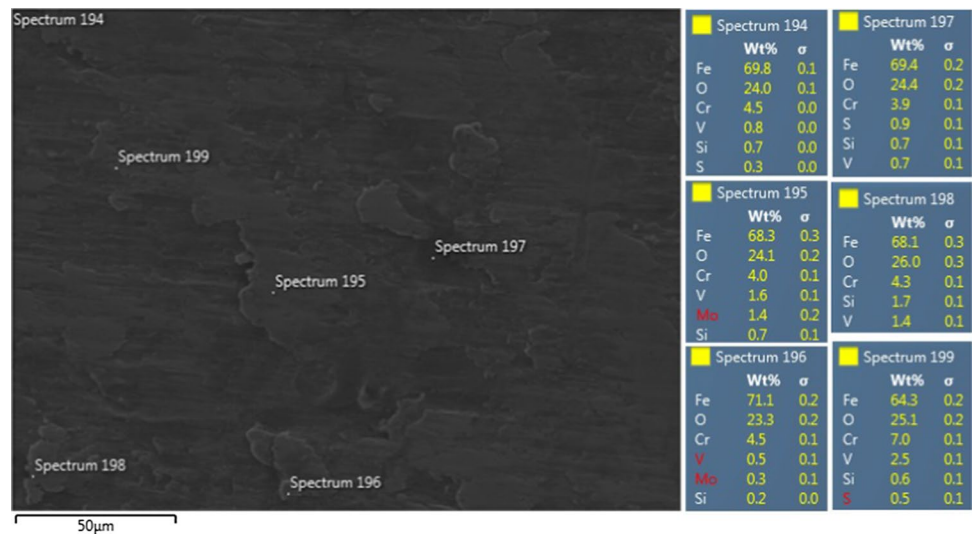 Spectrum 194
Spectrum 199
Spectrum 197
Spectrum 195
Spectrum 198
Spectrum 196
50µm
Spectrum 194
Wt% σ
Fe 69.8 0.1
O 24.0 0.1
Cr 4.5 0.0
V 0.8 0.0
Si 0.7 0.0
S 0.3 0.0
Spectrum 197
Wt% σ
Fe 69.4 0.2
O 24.4 0.2
Cr 3.9 0.1
S 0.9 0.1
Si 0.7 0.1
V 0.7 0.1
Spectrum 195
Wt% σ
Fe 68.3 0.3
O 24.1 0.2
Cr 4.0 0.1
V 1.6 0.1
Mo 1.4 0.2
Si 0.7 0.1
Spectrum 198
Wt% σ
Fe 68.1 0.3
O 26.0 0.3
Cr 4.3 0.1
Si 1.7 0.1
V 1.4 0.1
Spectrum 196
Wt% σ
Fe 71.1 0.2
O 23.3 0.2
Cr 4.5 0.1
V 0.5 0.1
Mo 0.3 0.1
Si 0.2 0.0
Spectrum 199
Wt% σ
Fe 64.3 0.2
O 25.1 0.2
Cr 7.0 0.1
V 2.5 0.1
Si 0.6 0.1
S 0.5 0.1